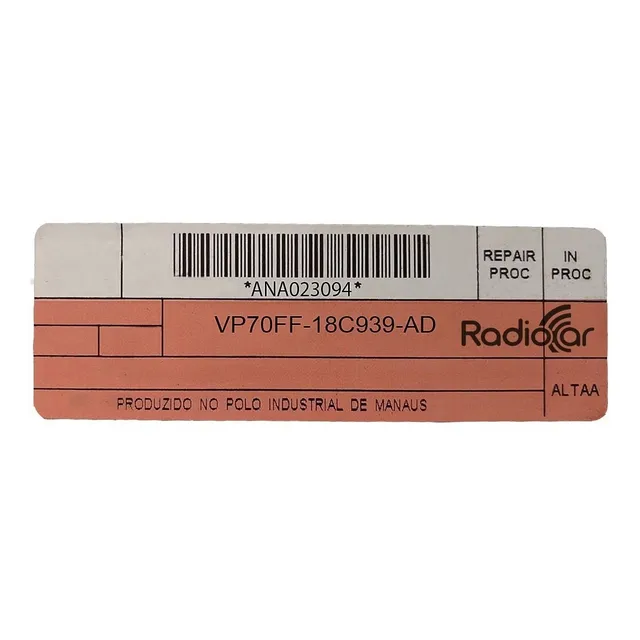 *ANA023094*
REPAIR
PROC
IN
PROC
VP70FF-18C939-AD
RadioCar
ALTAA
PRODUZIDO NO POLO INDUSTRIAL DE MANAUS